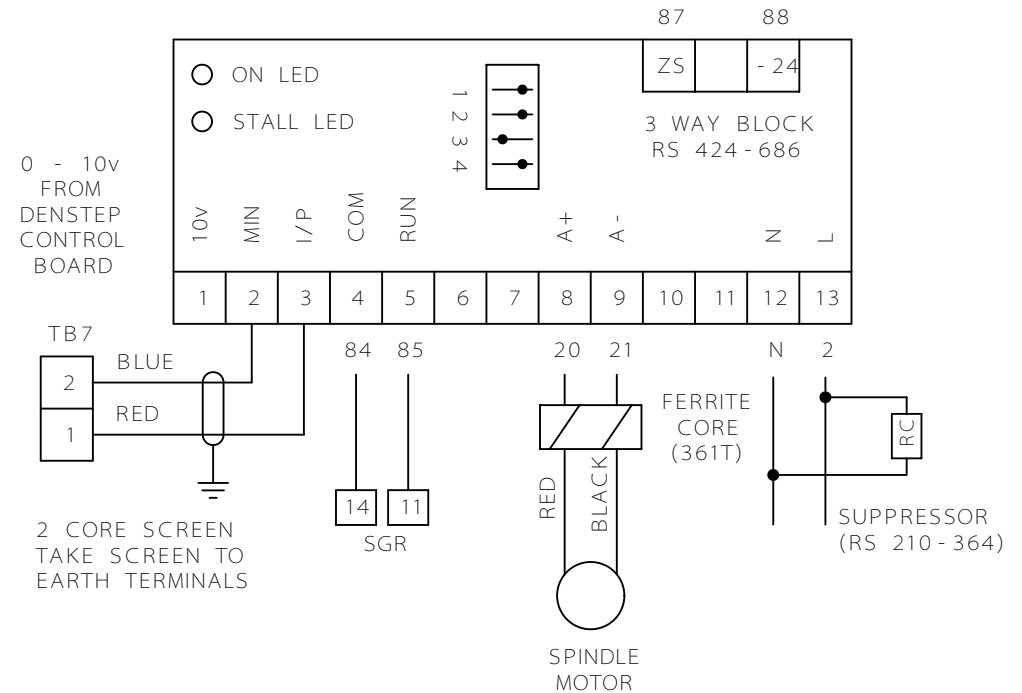 87 88
ZS - 24
ON LED
STALL LED
1
2
3
4
3 WAY BLOCK
RS 424-686
0 - 10v
FROM
DENSTEP
CONTROL
BOARD
10v MIN I/P COM RUN A+ A- N L
1 2 3 4 5 6 7 8 9 10 11 12 13
TB7
2
1
BLUE
RED
84 85
20 21
N 2
FERRITE
CORE
(361T)
RC
RED
BLACK
14 11
SGR
2 CORE SCREEN
TAKE SCREEN TO
EARTH TERMINALS
SUPPRESSOR
(RS 210-364)
SPINDLE
MOTOR